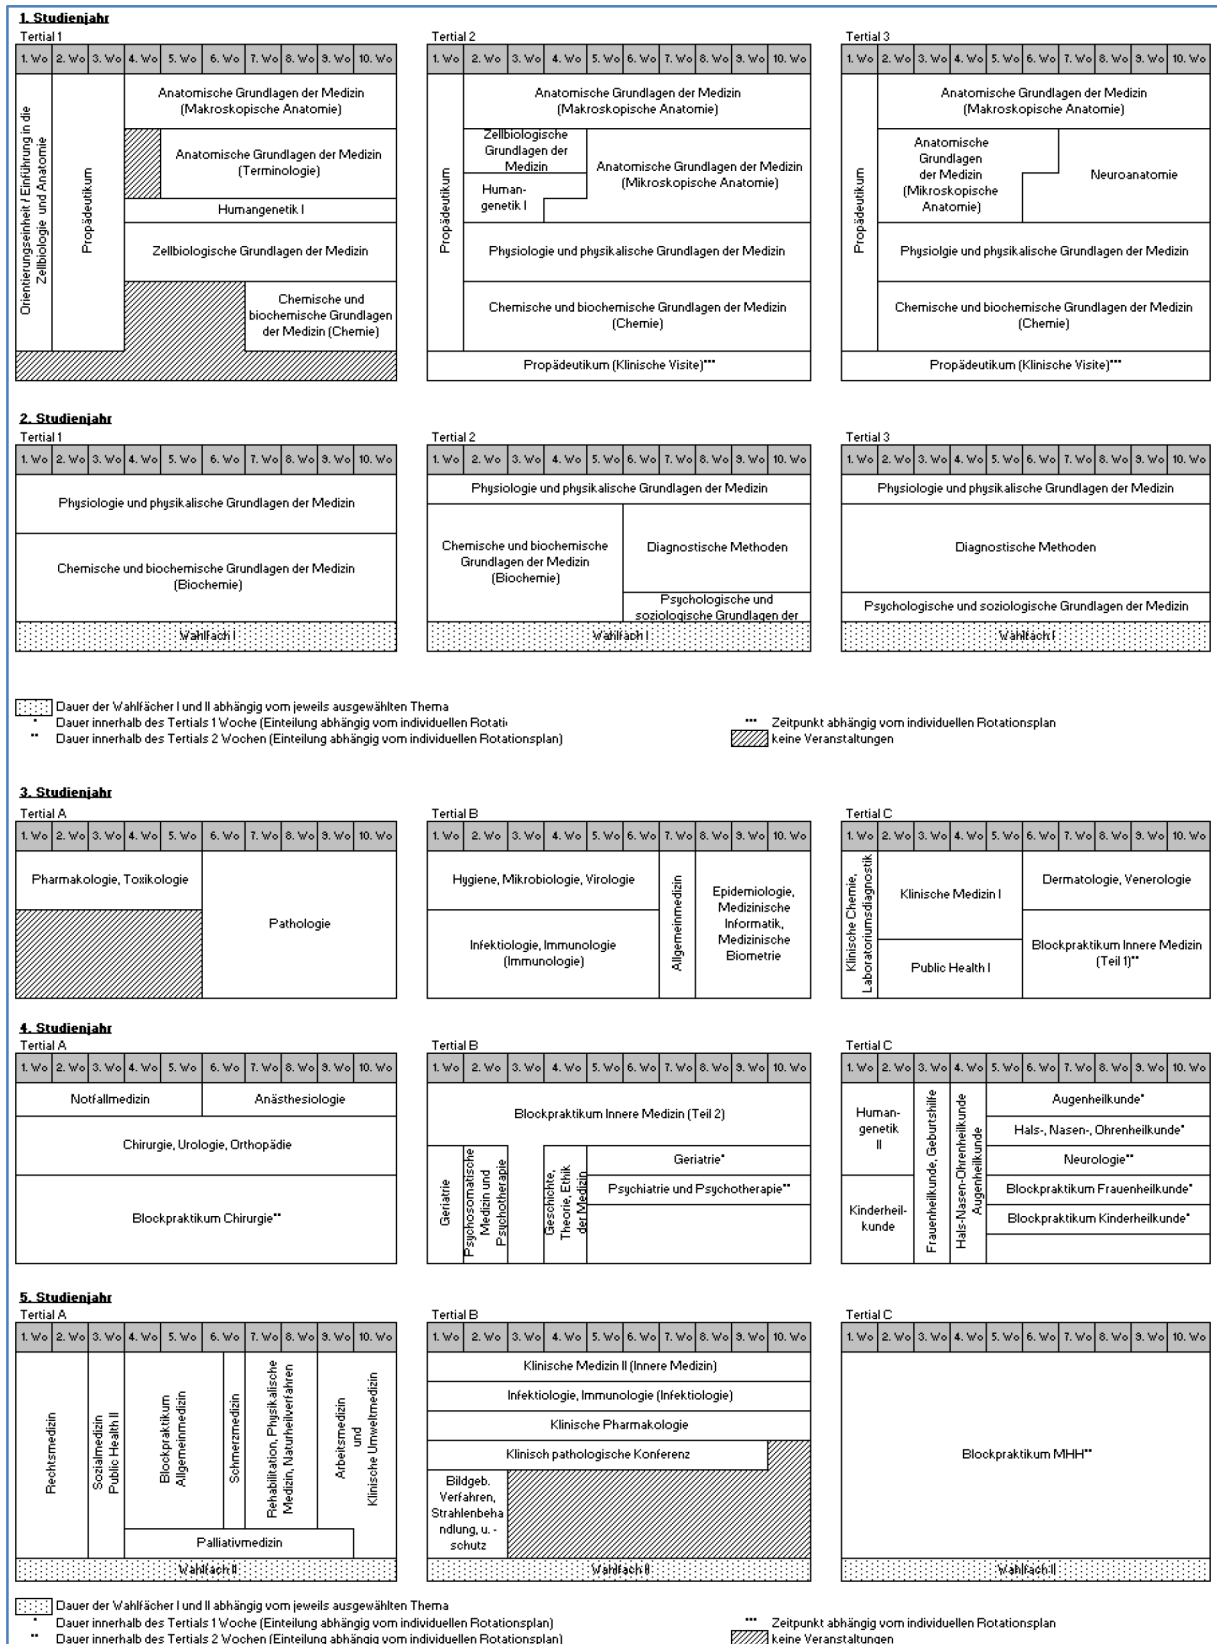 1. Studienjahr
Tertial 1
1. Wo 2. Wo 3. Wo 4. Wo 5. Wo 6. Wo 7. Wo 8. Wo 9. Wo 10. Wo
Orientierungseinheit / Einführung in die
Zellbiologie und Anatomie
Propädeutikum
Anatomische Grundlagen der Medizin
(Makroskopische Anatomie)
Anatomische Grundlagen der Medizin
(Terminologie)
Humangenetik I
Zellbiologische Grundlagen der Medizin
Chemische und
biochemische Grundlagen
der Medizin (Chemie)
Tertial 2
1. Wo 2. Wo 3. Wo 4. Wo 5. Wo 6. Wo 7. Wo 8. Wo 9. Wo 10. Wo
Propädeutikum
Anatomische Grundlagen der Medizin
(Makroskopische Anatomie)
Zellbiologische
Grundlagen der
Medizin
Human-
genetik I
Anatomische Grundlagen der Medizin
(Mikroskopische Anatomie)
Physiologie und physikalische Grundlagen der Medizin
Chemische und biochemische Grundlagen der Medizin
(Chemie)
Propädeutikum (Klinische Visite)***
Tertial 3
1. Wo 2. Wo 3. Wo 4. Wo 5. Wo 6. Wo 7. Wo 8. Wo 9. Wo 10. Wo
Propädeutikum
Anatomische Grundlagen der Medizin
(Makroskopische Anatomie)
Anatomische
Grundlagen
der Medizin
(Mikroskopische
Anatomie)
Neuroanatomie
Physiolgie und physikalische Grundlagen der Medizin
Chemische und biochemische Grundlagen der Medizin
(Chemie)
Propädeutikum (Klinische Visite)***
2. Studienjahr
Tertial 1
1. Wo 2. Wo 3. Wo 4. Wo 5. Wo 6. Wo 7. Wo 8. Wo 9. Wo 10. Wo
Physiologie und physikalische Grundlagen der Medizin
Chemische und biochemische Grundlagen der Medizin
(Biochemie)
Wahlfach I
Tertial 2
1. Wo 2. Wo 3. Wo 4. Wo 5. Wo 6. Wo 7. Wo 8. Wo 9. Wo 10. Wo
Physiologie und physikalische Grundlagen der Medizin
Chemische und biochemische
Grundlagen der Medizin
(Biochemie)
Diagnostische Methoden
Psychologische und
soziologische Grundlagen der
Wahlfach I
Tertial 3
1. Wo 2. Wo 3. Wo 4. Wo 5. Wo 6. Wo 7. Wo 8. Wo 9. Wo 10. Wo
Physiologie und physikalische Grundlagen der Medizin
Diagnostische Methoden
Psychologische und soziologische Grundlagen der Medizin
Wahlfach I
Dauer der Wahlfächer I und II abhängig vom jeweils ausgewählten Thema
* Dauer innerhalb des Tertials 1 Woche (Einteilung abhängig vom individuellen Rotati
** Dauer innerhalb des Tertials 2 Wochen (Einteilung abhängig vom individuellen Rotationsplan)
*** Zeitpunkt abhängig vom individuellen Rotationsplan
keine Veranstaltungen
3. Studienjahr
Tertial A
1. Wo 2. Wo 3. Wo 4. Wo 5. Wo 6. Wo 7. Wo 8. Wo 9. Wo 10. Wo
Pharmakologie, Toxikologie
Pathologie
Tertial B
1. Wo 2. Wo 3. Wo 4. Wo 5. Wo 6. Wo 7. Wo 8. Wo 9. Wo 10. Wo
Hygiene, Mikrobiologie, Virologie
Infektiologie, Immunologie
(Immunologie)
Allgemeinmedizin
Epidemiologie,
Medizinische
Informatik,
Medizinische
Biometrie
Tertial C
1. Wo 2. Wo 3. Wo 4. Wo 5. Wo 6. Wo 7. Wo 8. Wo 9. Wo 10. Wo
Klinische Chemie,
Laboratoriumsdiagnostik
Klinische Medizin I
Public Health I
Dermatologie, Venerologie
Blockpraktikum Innere Medizin
(Teil 1)**
4. Studienjahr
Tertial A
1. Wo 2. Wo 3. Wo 4. Wo 5. Wo 6. Wo 7. Wo 8. Wo 9. Wo 10. Wo
Notfallmedizin
Anästhesiologie
Chirurgie, Urologie, Orthopädie
Blockpraktikum Chirurgie**
Tertial B
1. Wo 2. Wo 3. Wo 4. Wo 5. Wo 6. Wo 7. Wo 8. Wo 9. Wo 10. Wo
Blockpraktikum Innere Medizin (Teil 2)
Geriatrie
Psychosomatische
Medizin und
Psychotherapie
Geschichte,
Theorie, Ethik
der Medizin
Geriatrie*
Psychiatrie und Psychotherapie**
Tertial C
1. Wo 2. Wo 3. Wo 4. Wo 5. Wo 6. Wo 7. Wo 8. Wo 9. Wo 10. Wo
Human-
genetik
II
Kinderheil-
kunde
Frauenheilkunde, Geburtshilfe
Hals-Nasen-Ohrenheilkunde
Augenheilkunde
Augenheilkunde*
Hals-, Nasen-, Ohrenheilkunde*
Neurologie**
Blockpraktikum Frauenheilkunde*
Blockpraktikum Kinderheilkunde*
5. Studienjahr
Tertial A
1. Wo 2. Wo 3. Wo 4. Wo 5. Wo 6. Wo 7. Wo 8. Wo 9. Wo 10. Wo
Rechtsmedizin
Sozialmedizin
Public Health II
Blockpraktikum
Allgemeinmedizin
Schmerzmedizin
Rehabilitation, Physikalische
Medizin, Naturheilverfahren
Arbeitsmedizin
und
Klinische Umweltmedizin
Palliativmedizin
Wahlfach II
Tertial B
1. Wo 2. Wo 3. Wo 4. Wo 5. Wo 6. Wo 7. Wo 8. Wo 9. Wo 10. Wo
Klinische Medizin II (Innere Medizin)
Infektiologie, Immunologie (Infektiologie)
Klinische Pharmakologie
Klinisch pathologische Konferenz
Bildgeb.
Verfahren,
Strahlenbeha
ndlung, u. -
schutz
Wahlfach II
Tertial C
1. Wo 2. Wo 3. Wo 4. Wo 5. Wo 6. Wo 7. Wo 8. Wo 9. Wo 10. Wo
Blockpraktikum MHH**
Wahlfach II
Dauer der Wahlfächer I und II abhängig vom jeweils ausgewählten Thema
* Dauer innerhalb des Tertials 1 Woche (Einteilung abhängig vom individuellen Rotationsplan)
** Dauer innerhalb des Tertials 2 Wochen (Einteilung abhängig vom individuellen Rotationsplan)
*** Zeitpunkt abhängig vom individuellen Rotationsplan
keine Veranstaltungen